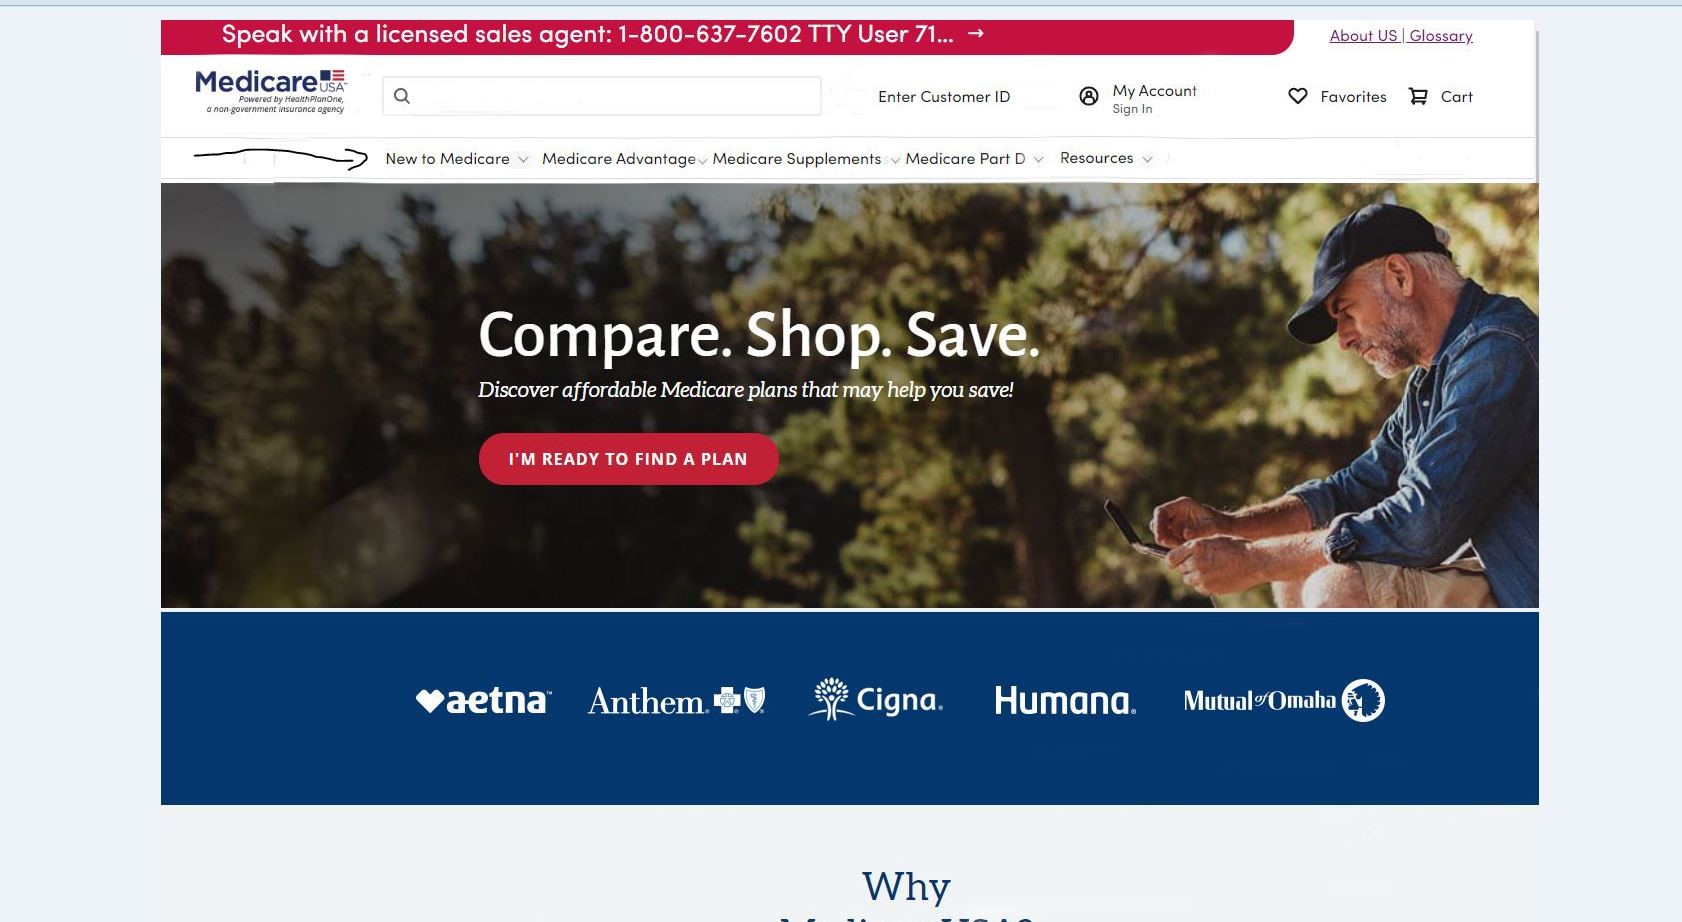 Speak with a licensed sales agent: 1-800-637-7602 TTY User 71... →
About US | Glossary
MedicareUSA™
Powered by HealthPlanOne,
a non-government insurance agency
Enter Customer ID
My Account
Sign In
Favorites
Cart
New to Medicare
Medicare Advantage
Medicare Supplements
Medicare Part D
Resources
Compare. Shop. Save.
Discover affordable Medicare plans that may help you save!
I'M READY TO FIND A PLAN
aetna™
Anthem®
Cigna®
Humana®
Mutual of Omaha
Why
MedicareUSA?